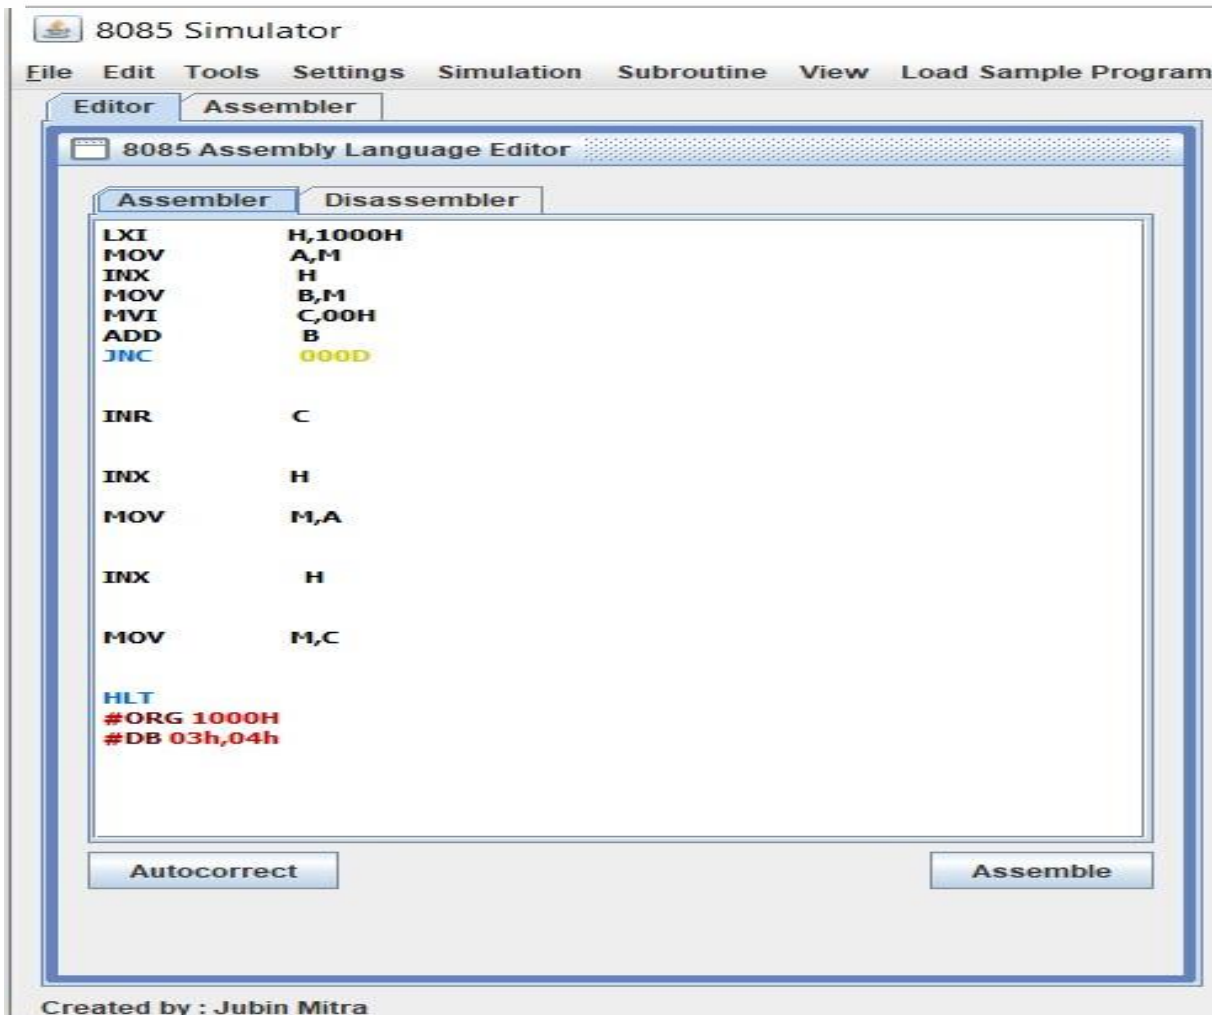 8085 Simulator
File Edit Tools Settings Simulation Subroutine View Load Sample Program
Editor Assembler
8085 Assembly Language Editor
Assembler Disassembler
LXI H,1000H
MOV A,M
INX H
MOV B,M
MVI C,00H
ADD B
JNC 000D
INR C
INX H
MOV M,A
INX H
MOV M,C
HLT
#ORG 1000H
#DB 03h,04h
Autocorrect Assemble
Created by : Jubin Mitra